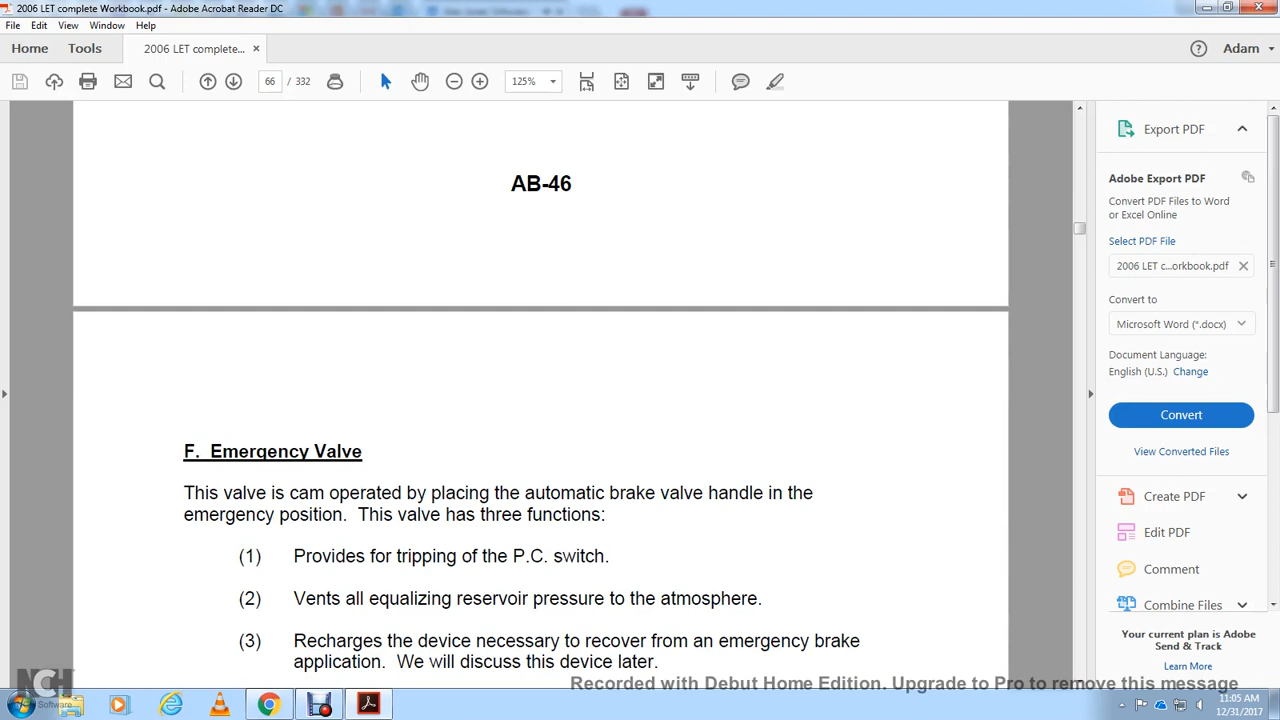 2006 LET complete Workbook.pdf - Adobe Acrobat Reader DC
File Edit View Window Help
Home Tools 2006 LET complete... × Adam
66 / 332 125%
AB-46
F. Emergency Valve
This valve is cam operated by placing the automatic brake valve handle in the
emergency position. This valve has three functions:
(1) Provides for tripping of the P.C. switch.
(2) Vents all equalizing reservoir pressure to the atmosphere.
(3) Recharges the device necessary to recover from an emergency brake
application. We will discuss this device later.
Export PDF
Adobe Export PDF
Convert PDF Files to Word
or Excel Online
Select PDF File
2006 LET c...orkbook.pdf
Convert to
Microsoft Word (*.docx)
Document Language:
English (U.S.) Change
Convert
View Converted Files
Create PDF
Edit PDF
Comment
Combine Files
Your current plan is Adobe
Send & Track
Learn More
Recorded with Debut Home Edition. Upgrade to Pro to remove this message
NCH
Software
11:05 AM
12/31/2017